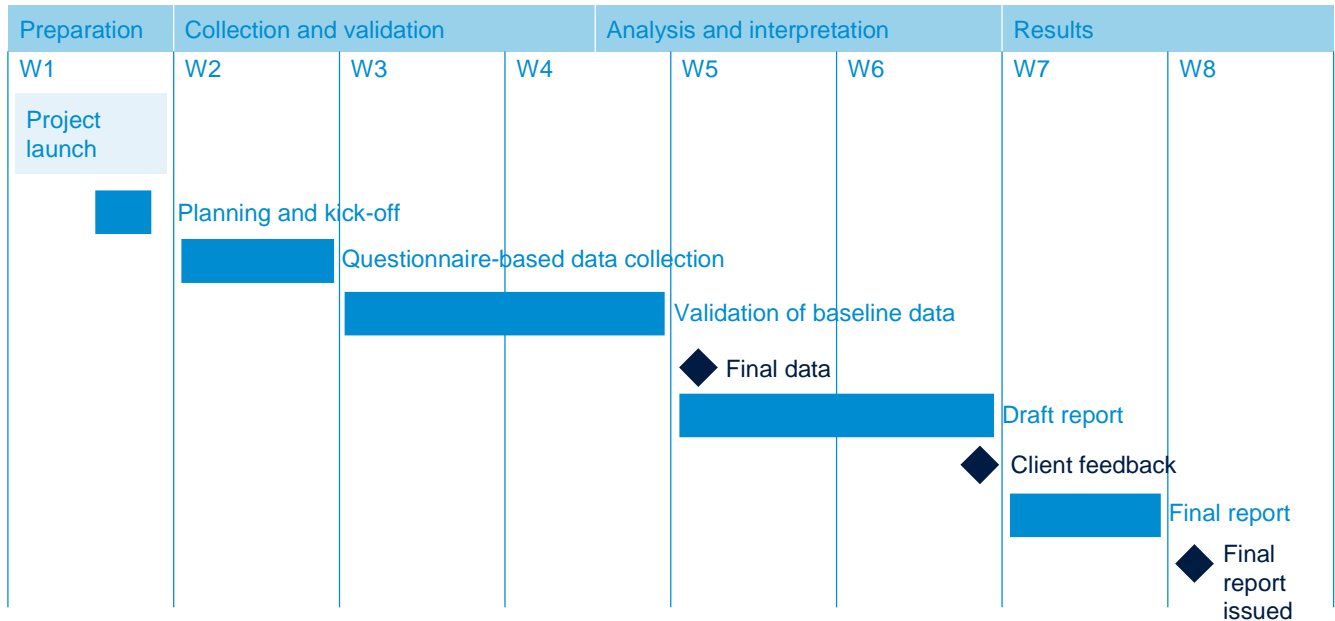 Preparation
Collection and validation
Analysis and interpretation
Results
W1
W2
W3
W4
W5
W6
W7
W8
Project
launch
Planning and kick-off
Questionnaire-based data collection
Validation of baseline data
Final data
Draft report
Client feedback
Final report
Final
report
issued